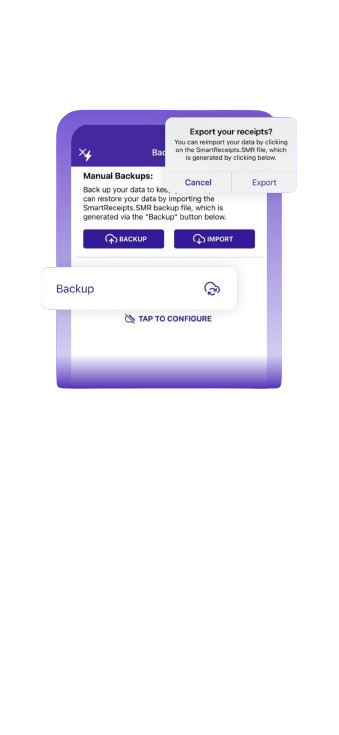 Export your receipts?
You can reimport your data by clicking
on the SmartReceipts.SMR file, which
is generated by clicking below.
Cancel
Export
Bac
Manual Backups:
Back up your data to keep
can restore your data by importing the
SmartReceipts.SMR backup file, which is
generated via the "Backup" button below.
BACKUP
IMPORT
Backup
TAP TO CONFIGURE